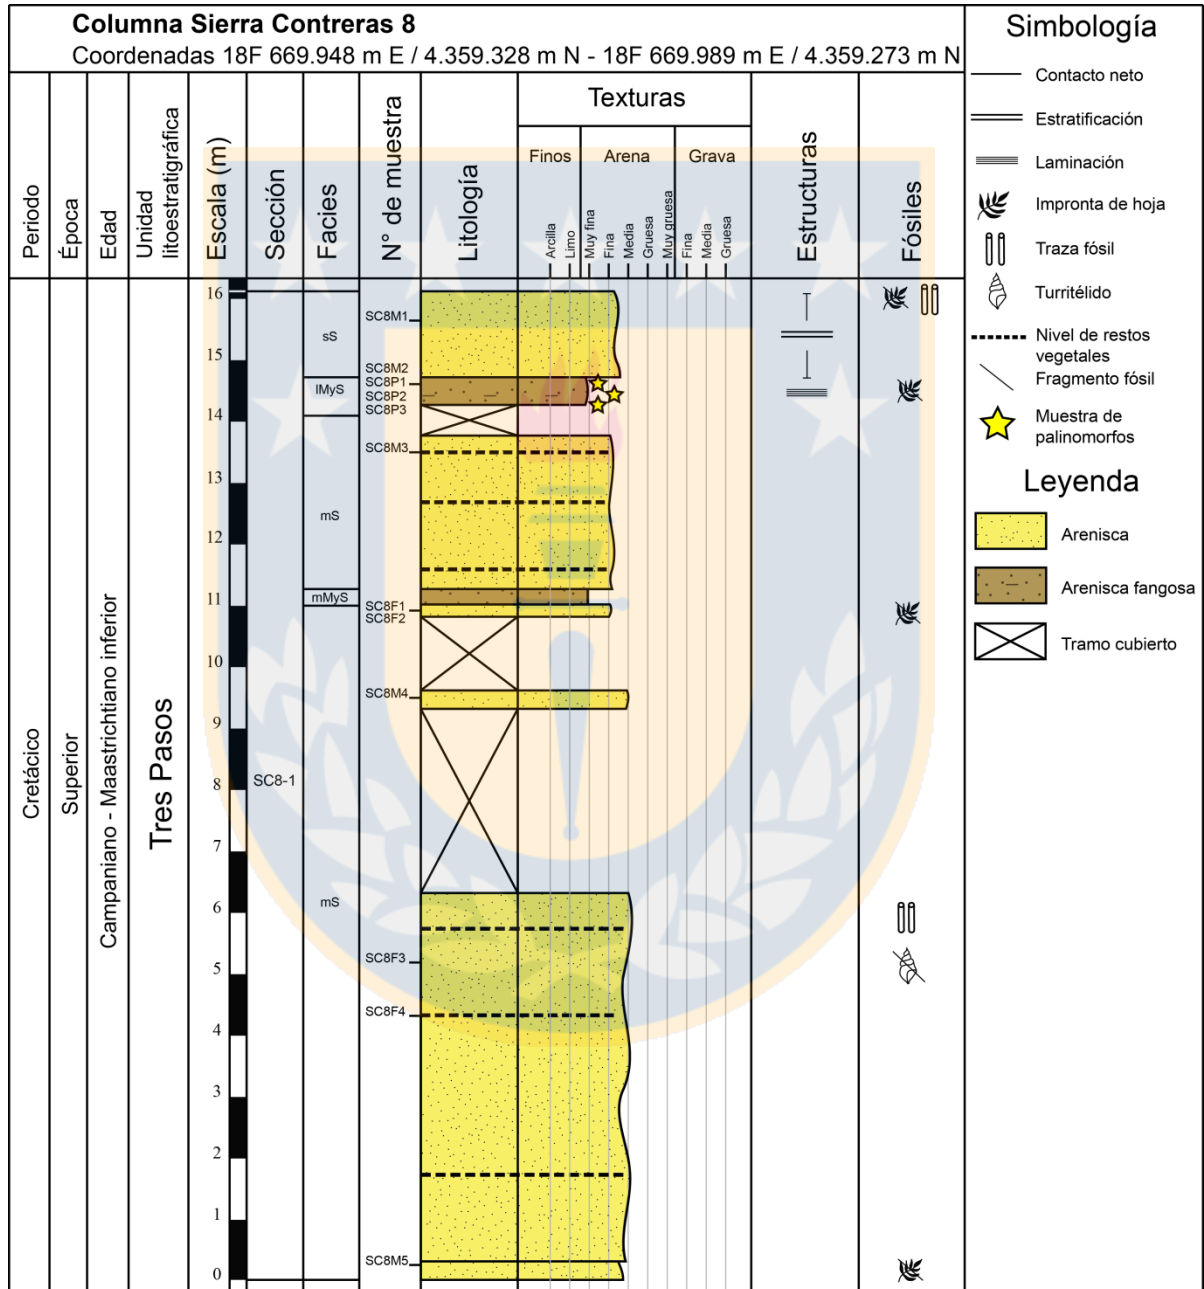 Columna Sierra Contreras 8
Coordenadas 18F 669.948 m E / 4.359.328 m N - 18F 669.989 m E / 4.359.273 m N
Periodo
Época
Edad
Unidad
litoestratigráfica
Escala (m)
Sección
Facies
N° de muestra
Litología
Texturas
Finos
Arena
Grava
Arcilla
Limo
Muy fina
Fina
Media
Gruesa
Muy gruesa
Fina
Media
Gruesa
Estructuras
Fósiles
Cretácico
Superior
Campaniano - Maastrichtiano inferior
Tres Pasos
16
15
14
13
12
11
10
9
8
7
6
5
4
3
2
1
0
SC8-1
sS
lMyS
mS
mMyS
mS
SC8M1
SC8M2
SC8P1
SC8P2
SC8P3
SC8M3
SC8F1
SC8F2
SC8M4
SC8F3
SC8F4
SC8M5
Simbología
Contacto neto
Estratificación
Laminación
Impronta de hoja
Traza fósil
Turritélido
Nivel de restos
vegetales
Fragmento fósil
Muestra de
palinomorfos
Leyenda
Arenisca
Arenisca fangosa
Tramo cubierto